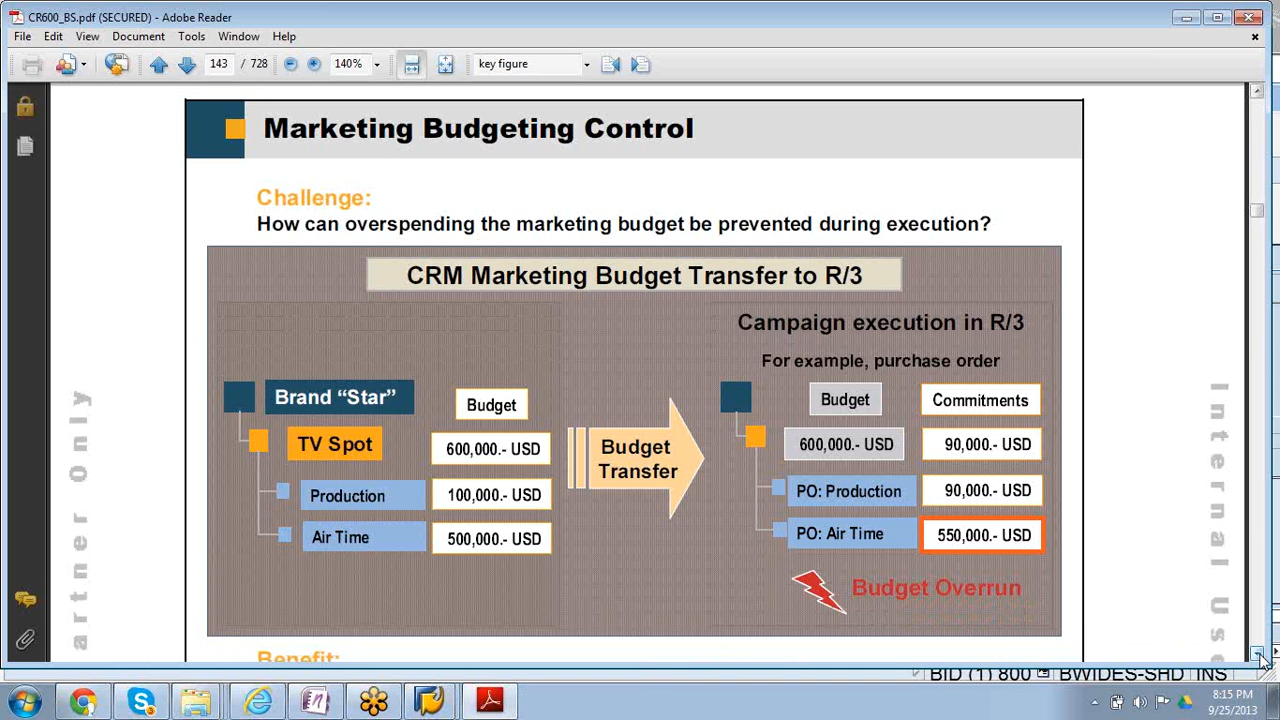 CR600_BS.pdf (SECURED) - Adobe Reader
File Edit View Document Tools Window Help
143 / 728 140% key figure
Marketing Budgeting Control
Challenge:
How can overspending the marketing budget be prevented during execution?
CRM Marketing Budget Transfer to R/3
Campaign execution in R/3
For example, purchase order
Brand “Star” Budget
TV Spot 600,000.- USD
Production 100,000.- USD
Air Time 500,000.- USD
Budget
Transfer
Budget Commitments
600,000.- USD 90,000.- USD
PO: Production 90,000.- USD
PO: Air Time 550,000.- USD
Budget Overrun
Benefit:
artner only
Internal Use
BID (1) 800 BWIDES-SHD INS
8:15 PM
9/25/2013